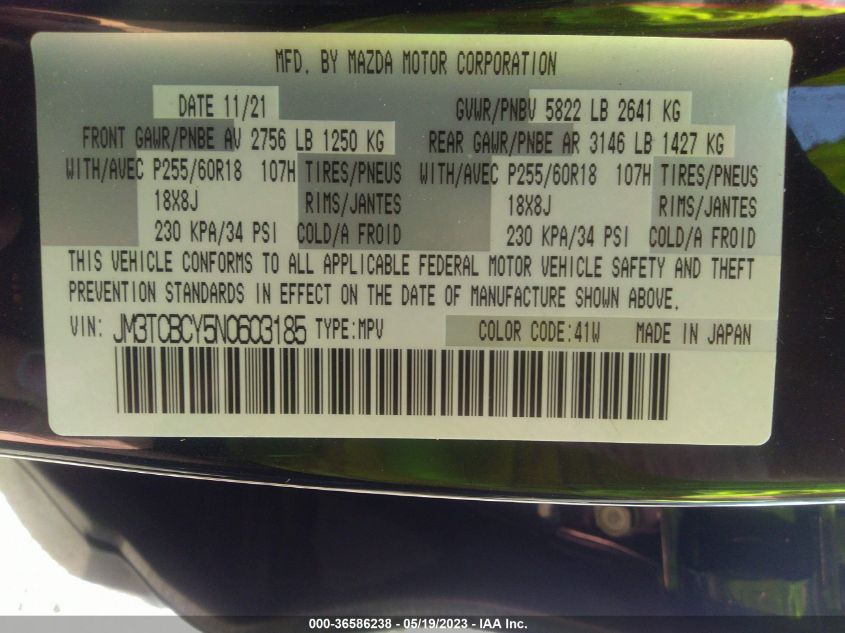 MFD. BY MAZDA MOTOR CORPORATION
DATE 11/21 GVWR/PNBV 5822 LB 2641 KG
FRONT GAWR/PNBE AV 2756 LB 1250 KG REAR GAWR/PNBE AR 3146 LB 1427 KG
WITH/AVEC P255/60R18 107H TIRES/PNEUS WITH/AVEC P255/60R18 107H TIRES/PNEUS
18X8J RIMS/JANTES 18X8J RIMS/JANTES
230 KPA/34 PSI COLD/A FROID 230 KPA/34 PSI COLD/A FROID
THIS VEHICLE CONFORMS TO ALL APPLICABLE FEDERAL MOTOR VEHICLE SAFETY AND THEFT
PREVENTION STANDARDS IN EFFECT ON THE DATE OF MANUFACTURE SHOWN ABOVE.
VIN: JM3TCBCY5N0603185 TYPE:MPV COLOR CODE:41W MADE IN JAPAN
000-36586238 - 05/19/2023 - IAA Inc.